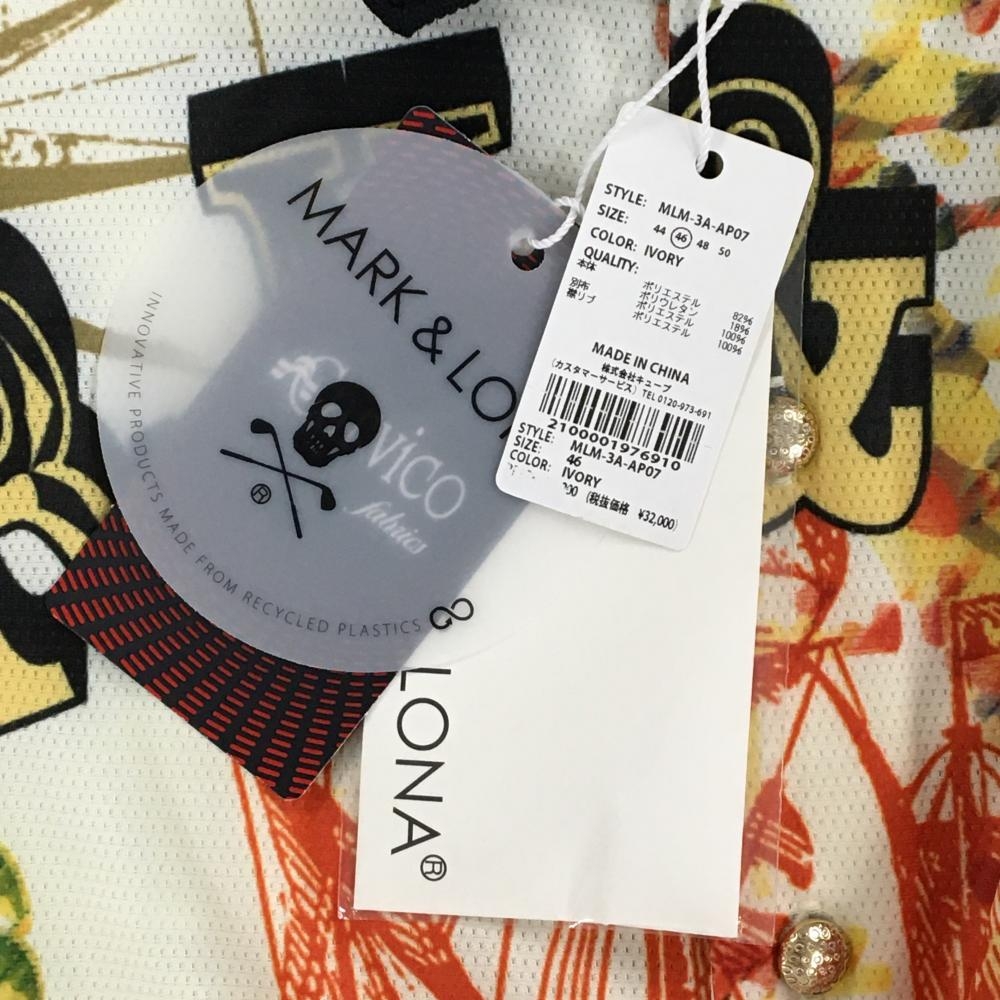 MARK & LO
INNOVATIVE PRODUCTS MADE FROM RECYCLED PLASTICS
®
vico
fabrics
& LONA®
STYLE: MLM-3A-AP07
SIZE: 44 46 48 50
COLOR: IVORY
QUALITY:
本体 ポリエステル 82%
ポリウレタン 18%
別布 ポリエステル 100%
襟リブ ポリエステル 100%
MADE IN CHINA
株式会社キューブ
(カスタマーサービス) TEL 0120-973-691
2100001976910
STYLE: MLM-3A-AP07
SIZE: 46
COLOR: IVORY
(税抜価格 ¥32,000)